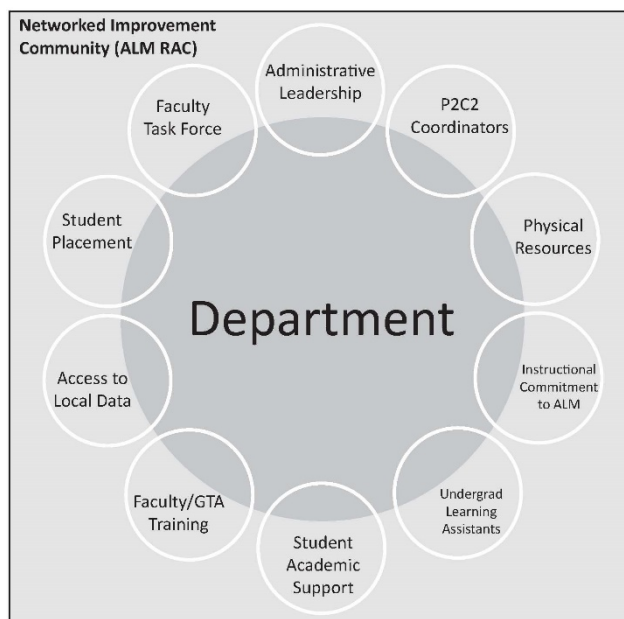 Networked Improvement
Community (ALM RAC)
Administrative
Leadership
P2C2
Coordinators
Physical
Resources
Instructional
Commitment
to ALM
Undergrad
Learning
Assistants
Student
Academic
Support
Faculty/GTA
Training
Access to
Local Data
Student
Placement
Faculty
Task Force
Department